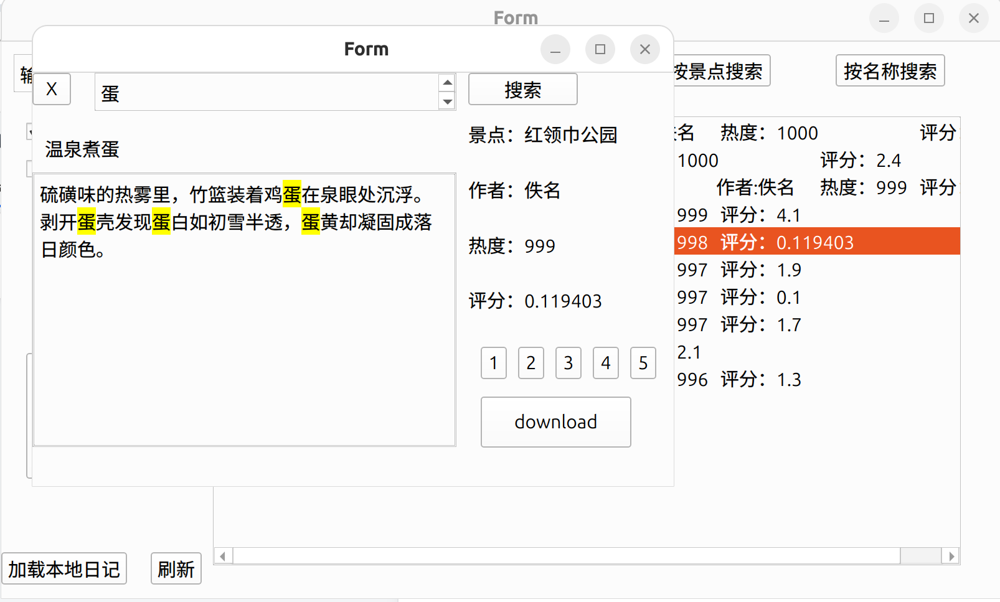 Form
Form
X
蛋
搜索
按景点搜索
按名称搜索
温泉煮蛋
硫磺味的热雾里，竹篮装着鸡蛋在泉眼处沉浮。
剥开蛋壳发现蛋白如初雪半透，蛋黄却凝固成落
日颜色。
景点：红领巾公园
作者：佚名
热度：999
评分：0.119403
1 2 3 4 5
download
佚名 热度：1000 评分:
1000 评分：2.4
作者:佚名 热度：999 评分:
999 评分：4.1
998 评分：0.119403
997 评分：1.9
997 评分：0.1
997 评分：1.7
2.1
996 评分：1.3
加载本地日记
刷新